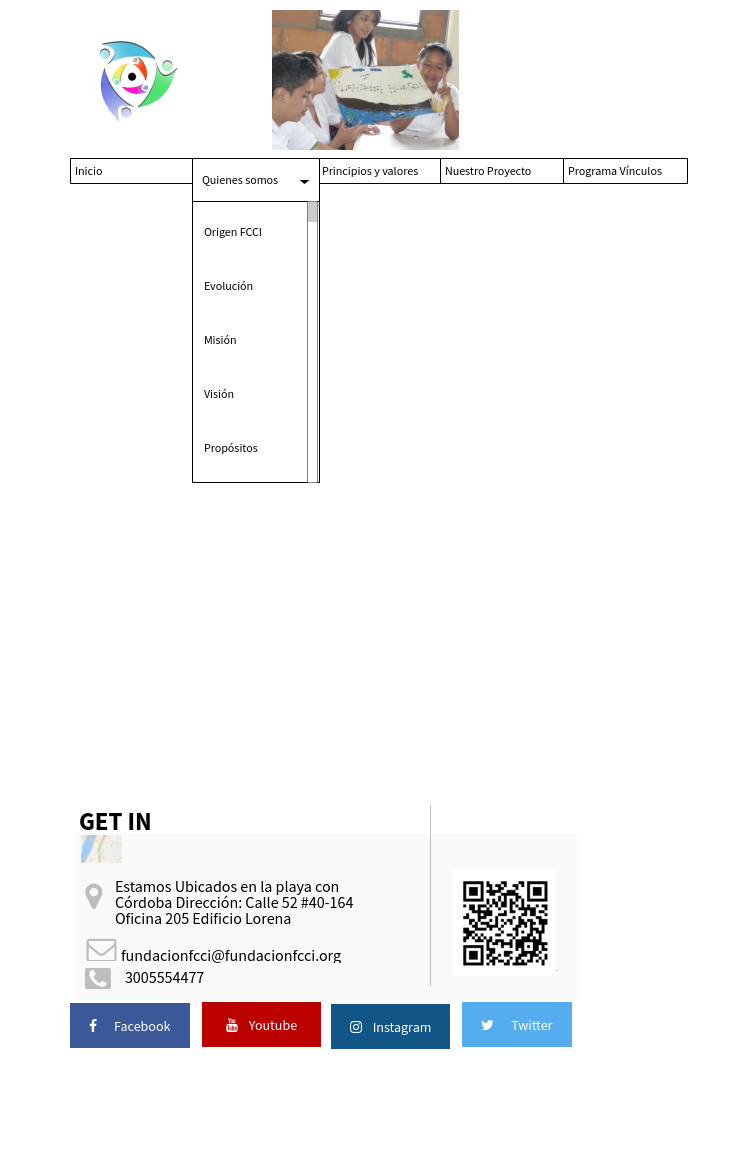 Inicio
Quienes somos
Principios y valores
Nuestro Proyecto
Programa Vínculos
Origen FCCI
Evolución
Misión
Visión
Propósitos
GET IN
Estamos Ubicados en la playa con
Córdoba Dirección: Calle 52 #40-164
Oficina 205 Edificio Lorena
fundacionfcci@fundacionfcci.org
3005554477
Facebook
Youtube
Instagram
Twitter